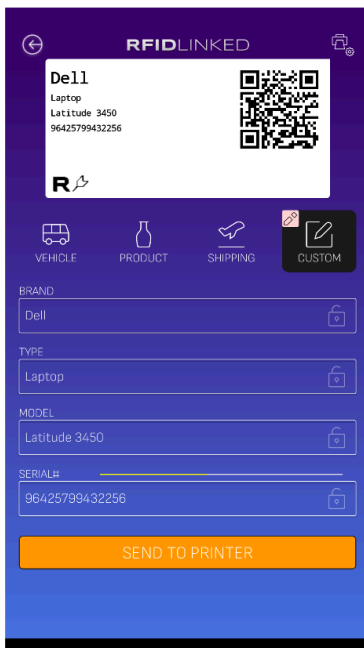 RFIDLINKED
Dell
Laptop
Latitude 3450
96425799432256
R
VEHICLE
PRODUCT
SHIPPING
CUSTOM
BRAND
Dell
TYPE
Laptop
MODEL
Latitude 3450
SERIAL#
96425799432256
SEND TO PRINTER